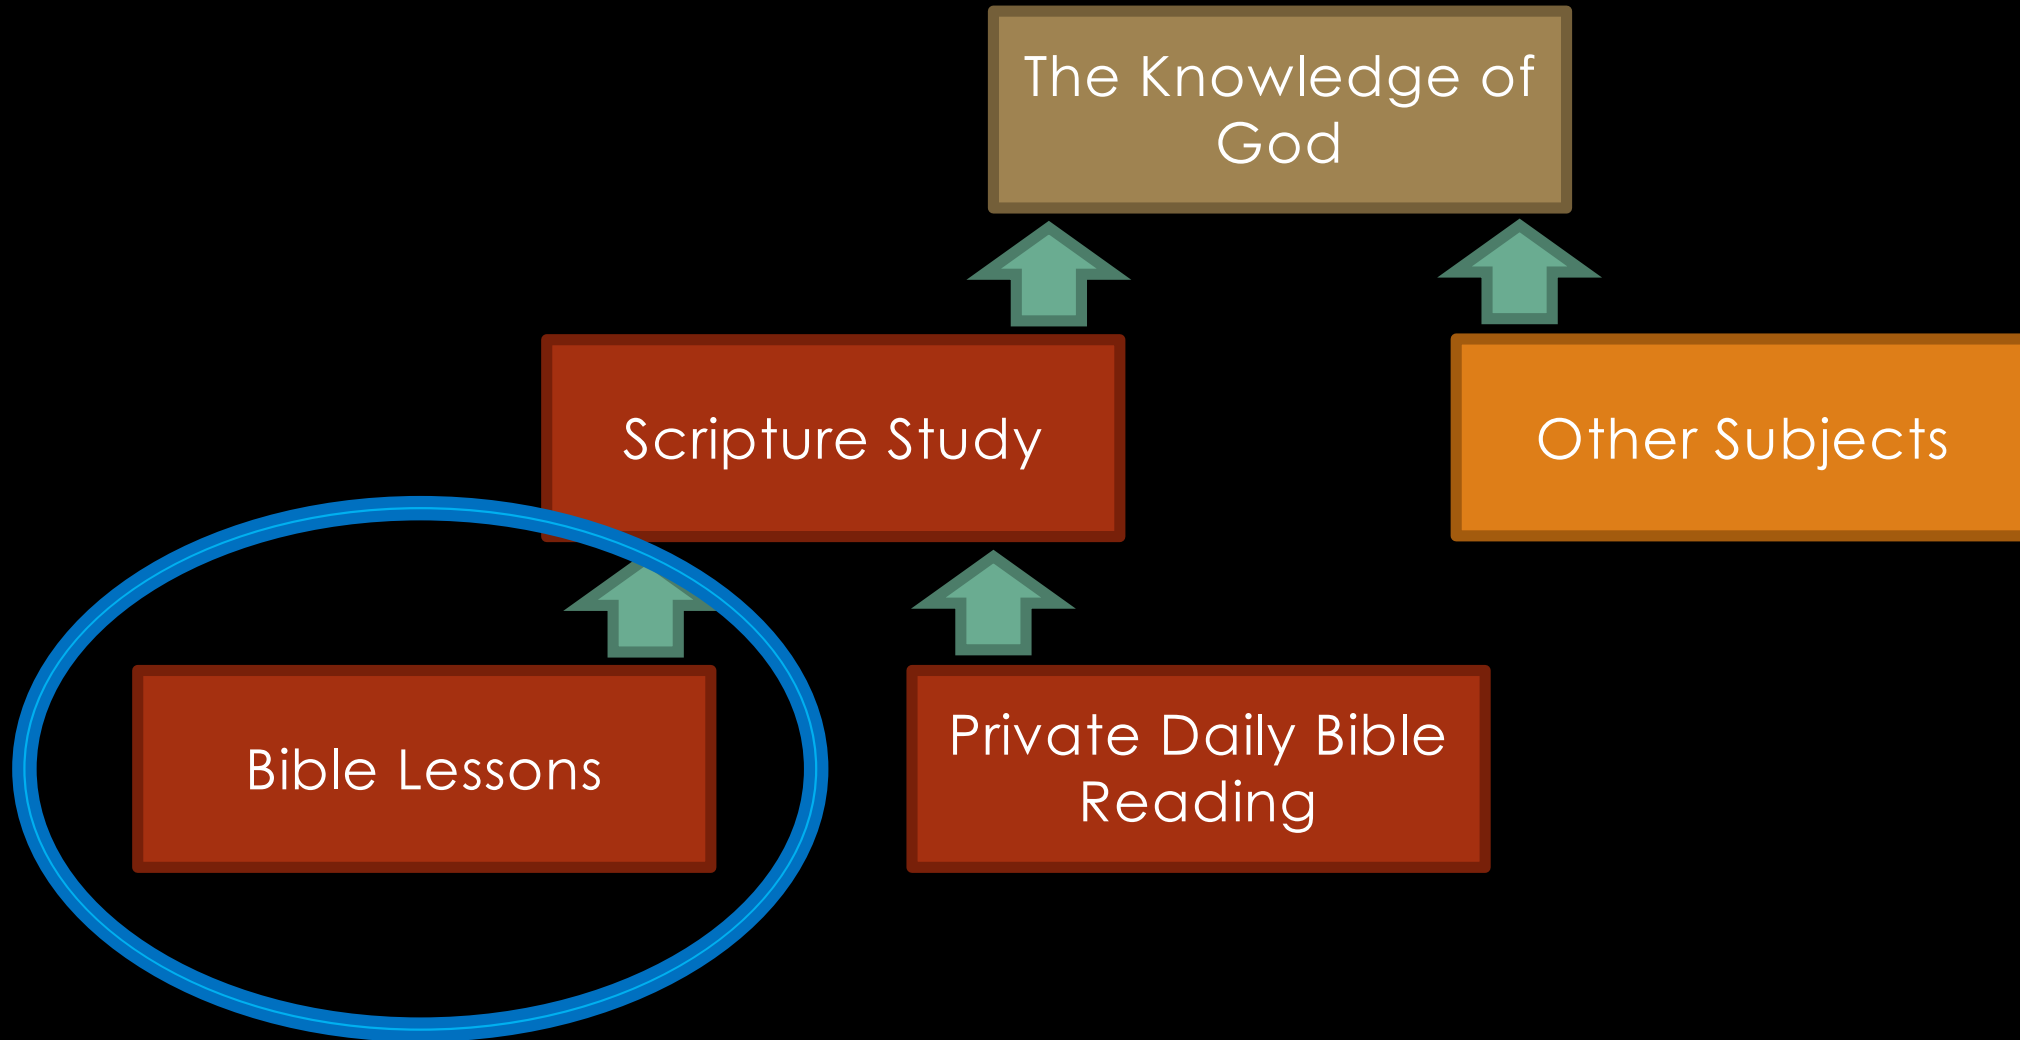 The Knowledge of
God
Scripture Study
Other Subjects
Bible Lessons
Private Daily Bible
Reading